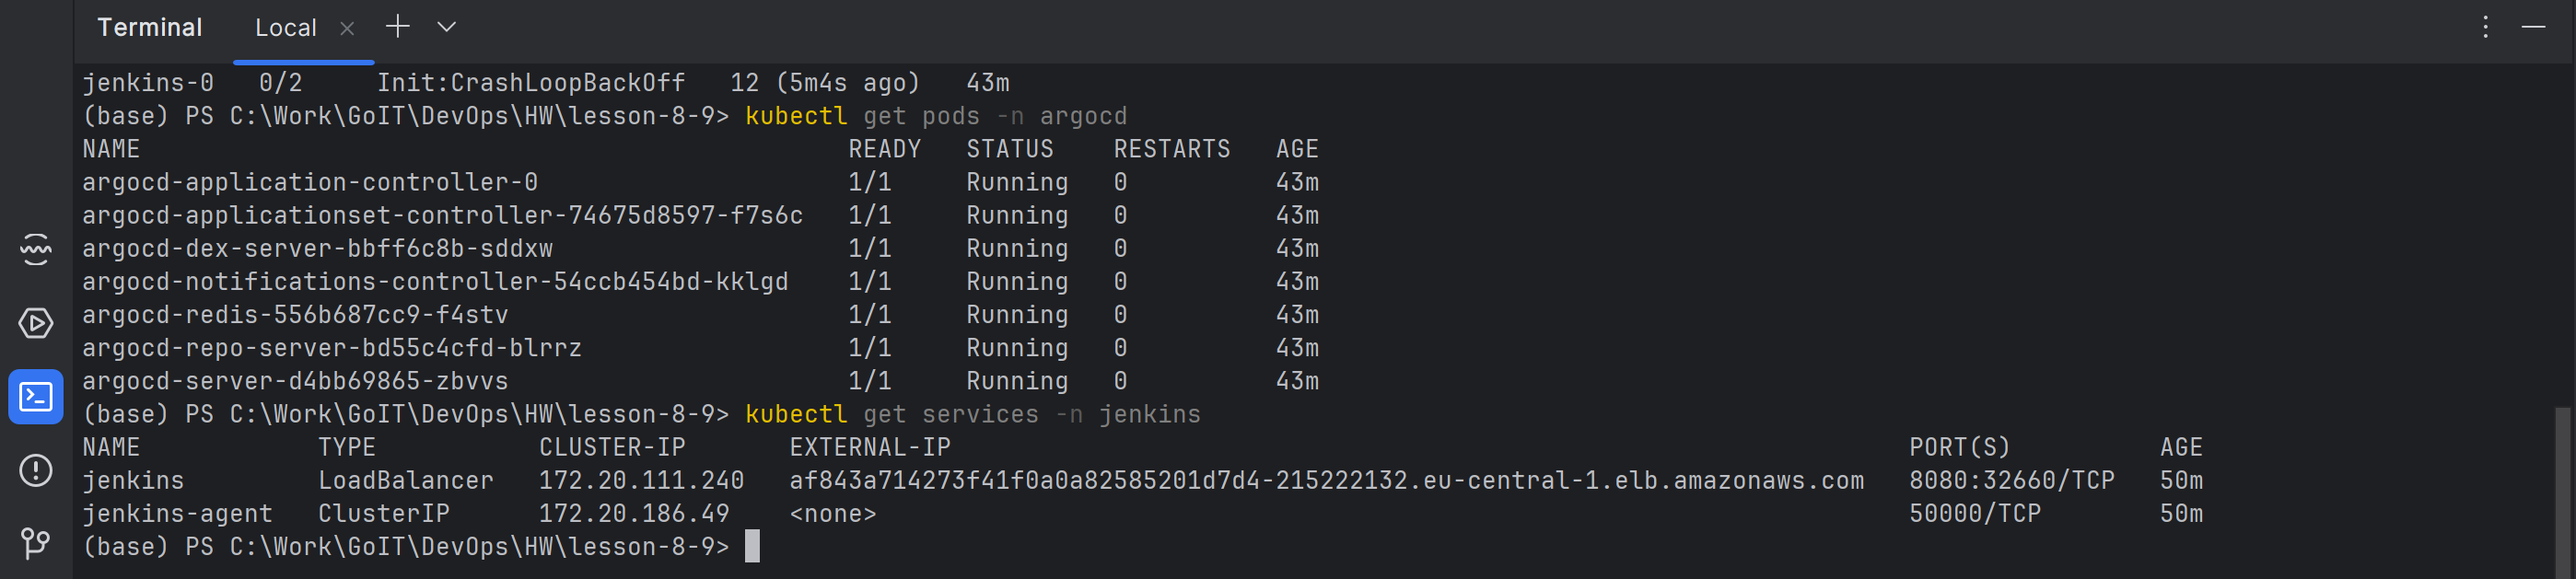 Terminal Local
jenkins-0 0/2 Init:CrashLoopBackOff 12 (5m4s ago) 43m
(base) PS C:\Work\GoIT\DevOps\HW\lesson-8-9> kubectl get pods -n argocd
NAME READY STATUS RESTARTS AGE
argocd-application-controller-0 1/1 Running 0 43m
argocd-applicationset-controller-74675d8597-f7s6c 1/1 Running 0 43m
argocd-dex-server-bbff6c8b-sddxw 1/1 Running 0 43m
argocd-notifications-controller-54ccb454bd-kklgd 1/1 Running 0 43m
argocd-redis-556b687cc9-f4stv 1/1 Running 0 43m
argocd-repo-server-bd55c4cfd-blrrz 1/1 Running 0 43m
argocd-server-d4bb69865-zbvvs 1/1 Running 0 43m
(base) PS C:\Work\GoIT\DevOps\HW\lesson-8-9> kubectl get services -n jenkins
NAME TYPE CLUSTER-IP EXTERNAL-IP PORT(S) AGE
jenkins LoadBalancer 172.20.111.240 af843a714273f41f0a0a82585201d7d4-215222132.eu-central-1.elb.amazonaws.com 8080:32660/TCP 50m
jenkins-agent ClusterIP 172.20.186.49 <none> 50000/TCP 50m
(base) PS C:\Work\GoIT\DevOps\HW\lesson-8-9>